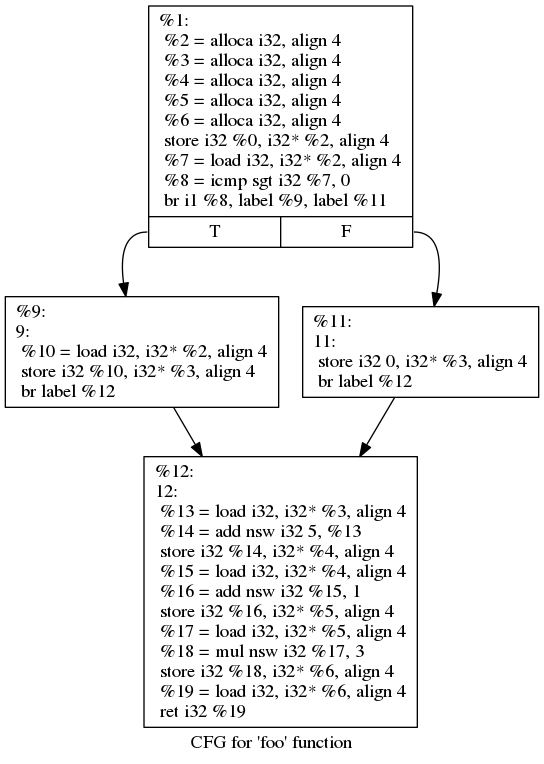 %1:
%2 = alloca i32, align 4
%3 = alloca i32, align 4
%4 = alloca i32, align 4
%5 = alloca i32, align 4
%6 = alloca i32, align 4
store i32 %0, i32* %2, align 4
%7 = load i32, i32* %2, align 4
%8 = icmp sgt i32 %7, 0
br i1 %8, label %9, label %11
T F
%9:
9:
%10 = load i32, i32* %2, align 4
store i32 %10, i32* %3, align 4
br label %12
%11:
11:
store i32 0, i32* %3, align 4
br label %12
%12:
12:
%13 = load i32, i32* %3, align 4
%14 = add nsw i32 5, %13
store i32 %14, i32* %4, align 4
%15 = load i32, i32* %4, align 4
%16 = add nsw i32 %15, 1
store i32 %16, i32* %5, align 4
%17 = load i32, i32* %5, align 4
%18 = mul nsw i32 %17, 3
store i32 %18, i32* %6, align 4
%19 = load i32, i32* %6, align 4
ret i32 %19
CFG for 'foo' function